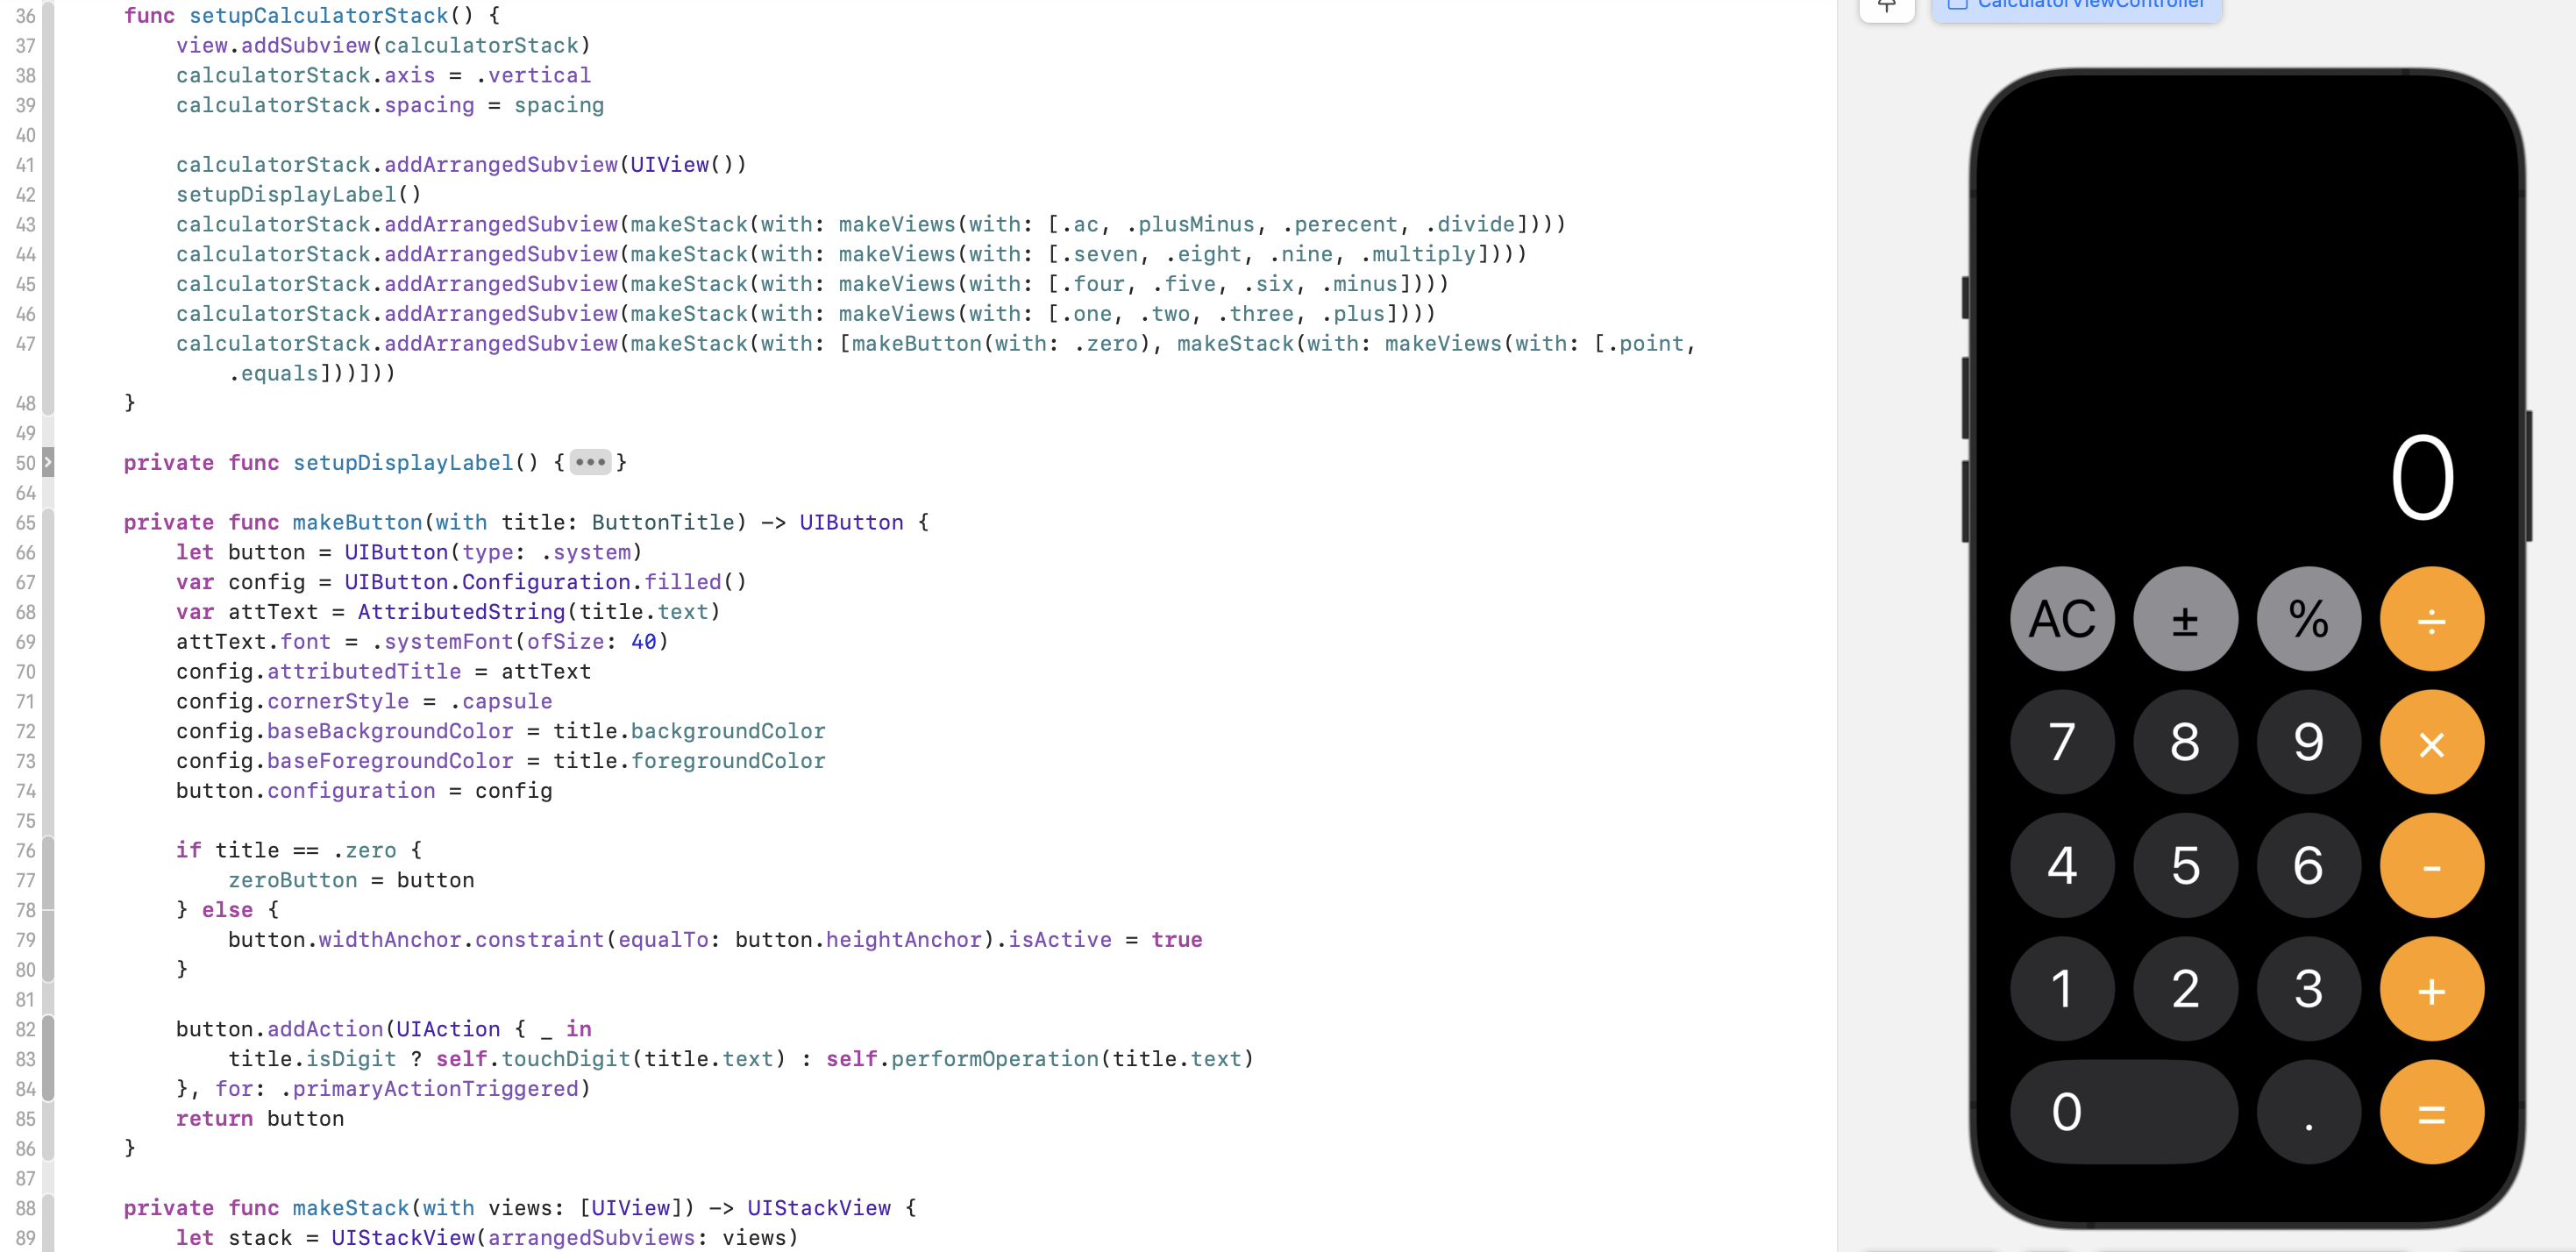 36 func setupCalculatorStack() {
37 view.addSubview(calculatorStack)
38 calculatorStack.axis = .vertical
39 calculatorStack.spacing = spacing
40
41 calculatorStack.addArrangedSubview(UIView())
42 setupDisplayLabel()
43 calculatorStack.addArrangedSubview(makeStack(with: makeViews(with: [.ac, .plusMinus, .perecent, .divide])))
44 calculatorStack.addArrangedSubview(makeStack(with: makeViews(with: [.seven, .eight, .nine, .multiply])))
45 calculatorStack.addArrangedSubview(makeStack(with: makeViews(with: [.four, .five, .six, .minus])))
46 calculatorStack.addArrangedSubview(makeStack(with: makeViews(with: [.one, .two, .three, .plus])))
47 calculatorStack.addArrangedSubview(makeStack(with: [makeButton(with: .zero), makeStack(with: makeViews(with: [.point,
.equals]))]))
48 }
49
50 private func setupDisplayLabel() {•••}
64
65 private func makeButton(with title: ButtonTitle) -> UIButton {
66 let button = UIButton(type: .system)
67 var config = UIButton.Configuration.filled()
68 var attText = AttributedString(title.text)
69 attText.font = .systemFont(ofSize: 40)
70 config.attributedTitle = attText
71 config.cornerStyle = .capsule
72 config.baseBackgroundColor = title.backgroundColor
73 config.baseForegroundColor = title.foregroundColor
74 button.configuration = config
75
76 if title == .zero {
77 zeroButton = button
78 } else {
79 button.widthAnchor.constraint(equalTo: button.heightAnchor).isActive = true
80 }
81
82 button.addAction(UIAction { _ in
83 title.isDigit ? self.touchDigit(title.text) : self.performOperation(title.text)
84 }, for: .primaryActionTriggered)
85 return button
86 }
87
88 private func makeStack(with views: [UIView]) -> UIStackView {
89 let stack = UIStackView(arrangedSubviews: views)
CalculatorViewController
0
AC ± % ÷
7 8 9 ×
4 5 6 -
1 2 3 +
0 . =